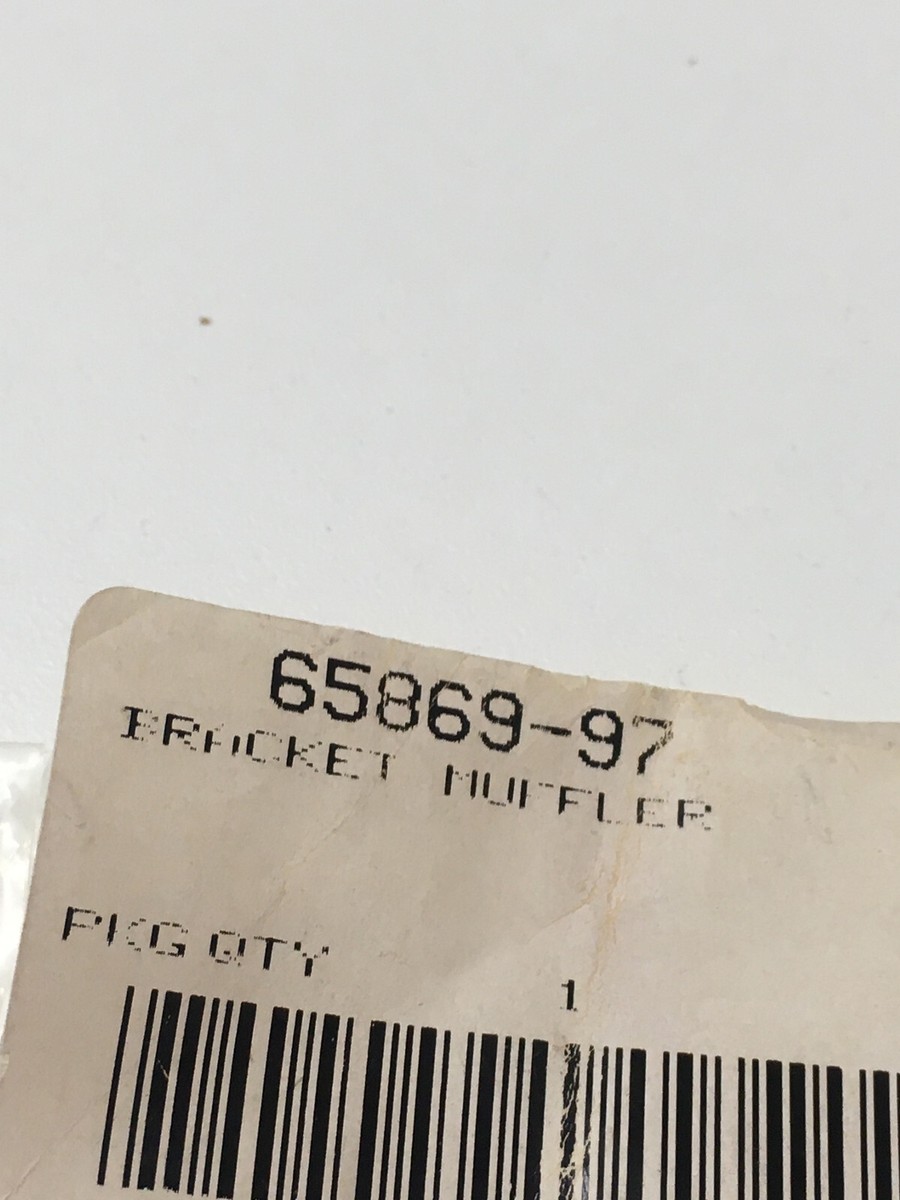 65869-97
BRACKET MUFFLER
PKG QTY 1